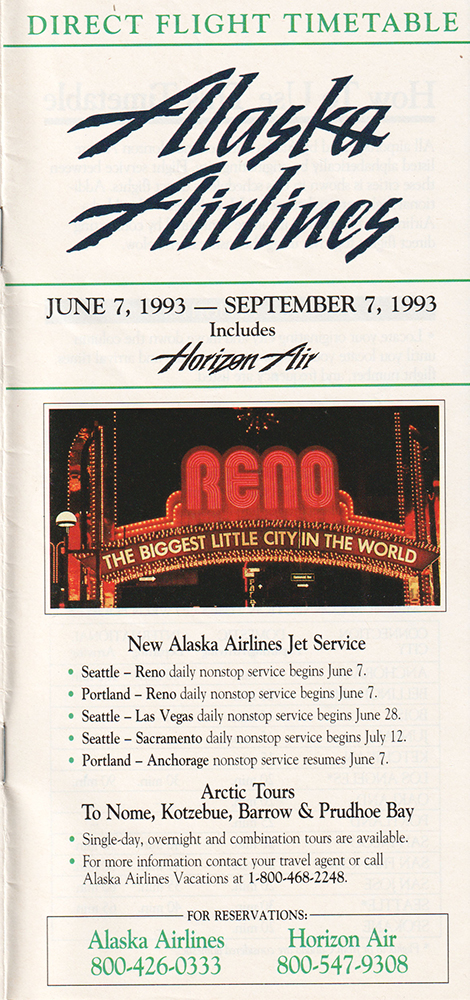 DIRECT FLIGHT TIMETABLE
Alaska
Airlines
JUNE 7, 1993 — SEPTEMBER 7, 1993
Includes
Horizon Air
RENO
THE BIGGEST LITTLE CITY IN THE WORLD
New Alaska Airlines Jet Service
• Seattle – Reno daily nonstop service begins June 7.
• Portland – Reno daily nonstop service begins June 7.
• Seattle – Las Vegas daily nonstop service begins June 28.
• Seattle – Sacramento daily nonstop service begins July 12.
• Portland – Anchorage nonstop service resumes June 7.
Arctic Tours
To Nome, Kotzebue, Barrow & Prudhoe Bay
• Single-day, overnight and combination tours are available.
• For more information contact your travel agent or call
Alaska Airlines Vacations at 1-800-468-2248.
FOR RESERVATIONS:
Alaska Airlines Horizon Air
800-426-0333 800-547-9308